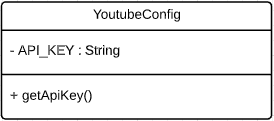 YoutubeConfig
- API_KEY : String
+ getApiKey()